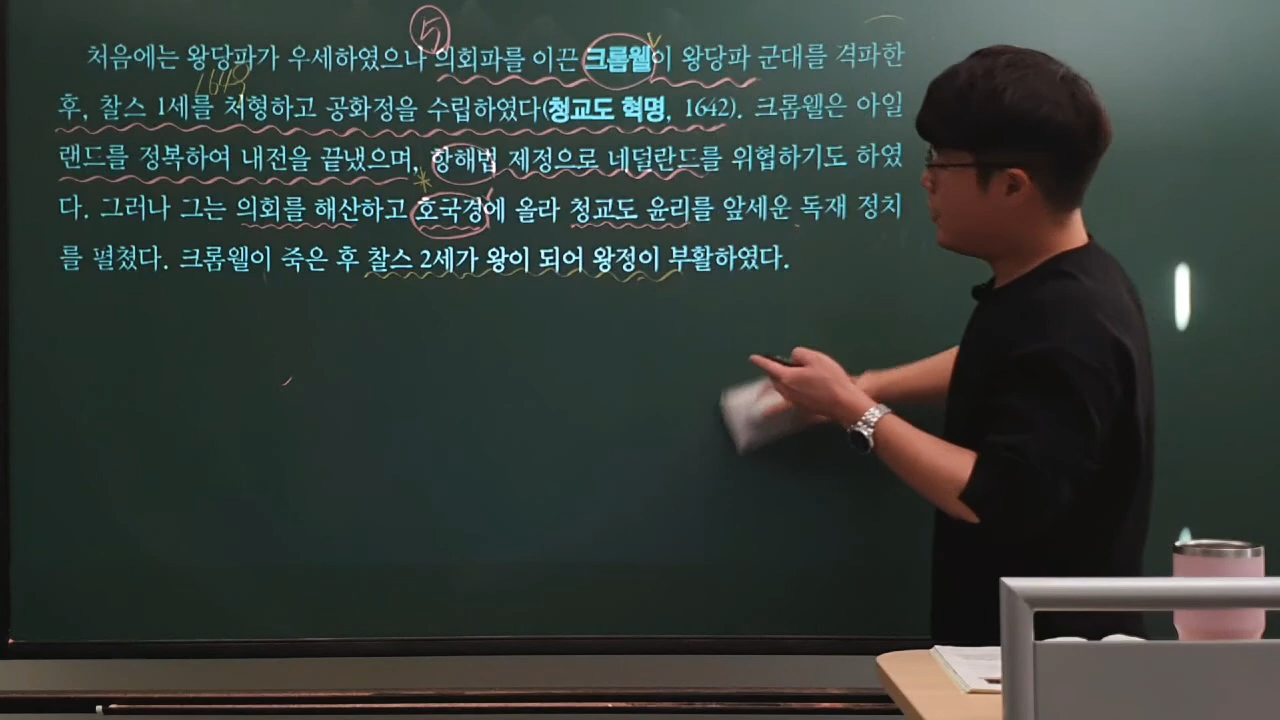 ⑤
처음에는 왕당파가 우세하였으나 의회파를 이끈 크롬웰이 왕당파 군대를 격파한
1649
후, 찰스 1세를 처형하고 공화정을 수립하였다(청교도 혁명, 1642). 크롬웰은 아일
랜드를 정복하여 내전을 끝냈으며, 항해법 제정으로 네덜란드를 위협하기도 하였
다. 그러나 그는 의회를 해산하고 호국경에 올라 청교도 윤리를 앞세운 독재 정치
를 펼쳤다. 크롬웰이 죽은 후 찰스 2세가 왕이 되어 왕정이 부활하였다.